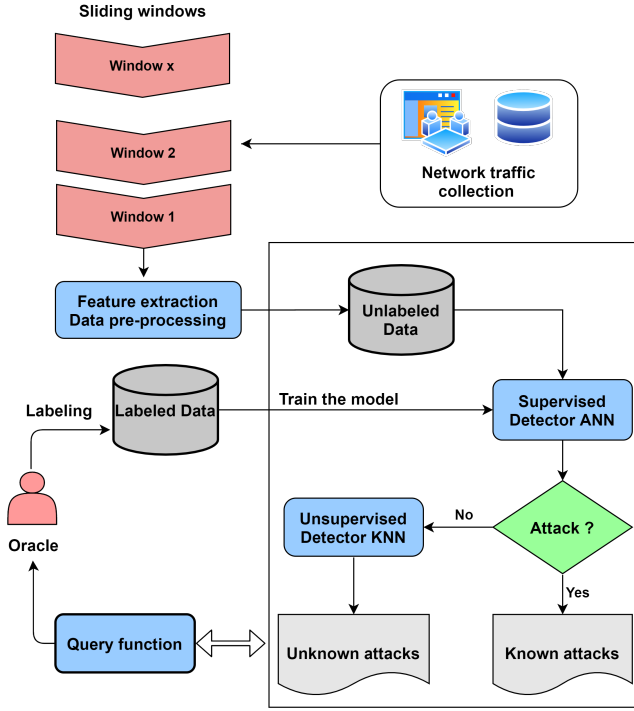 Sliding windows
Window x
Window 2
Window 1
Network traffic
collection
Feature extraction
Data pre-processing
Unlabeled
Data
Labeling
Labeled Data
Train the model
Supervised
Detector ANN
Oracle
Unsupervised
Detector KNN
No
Attack ?
Yes
Query function
Unknown attacks
Known attacks